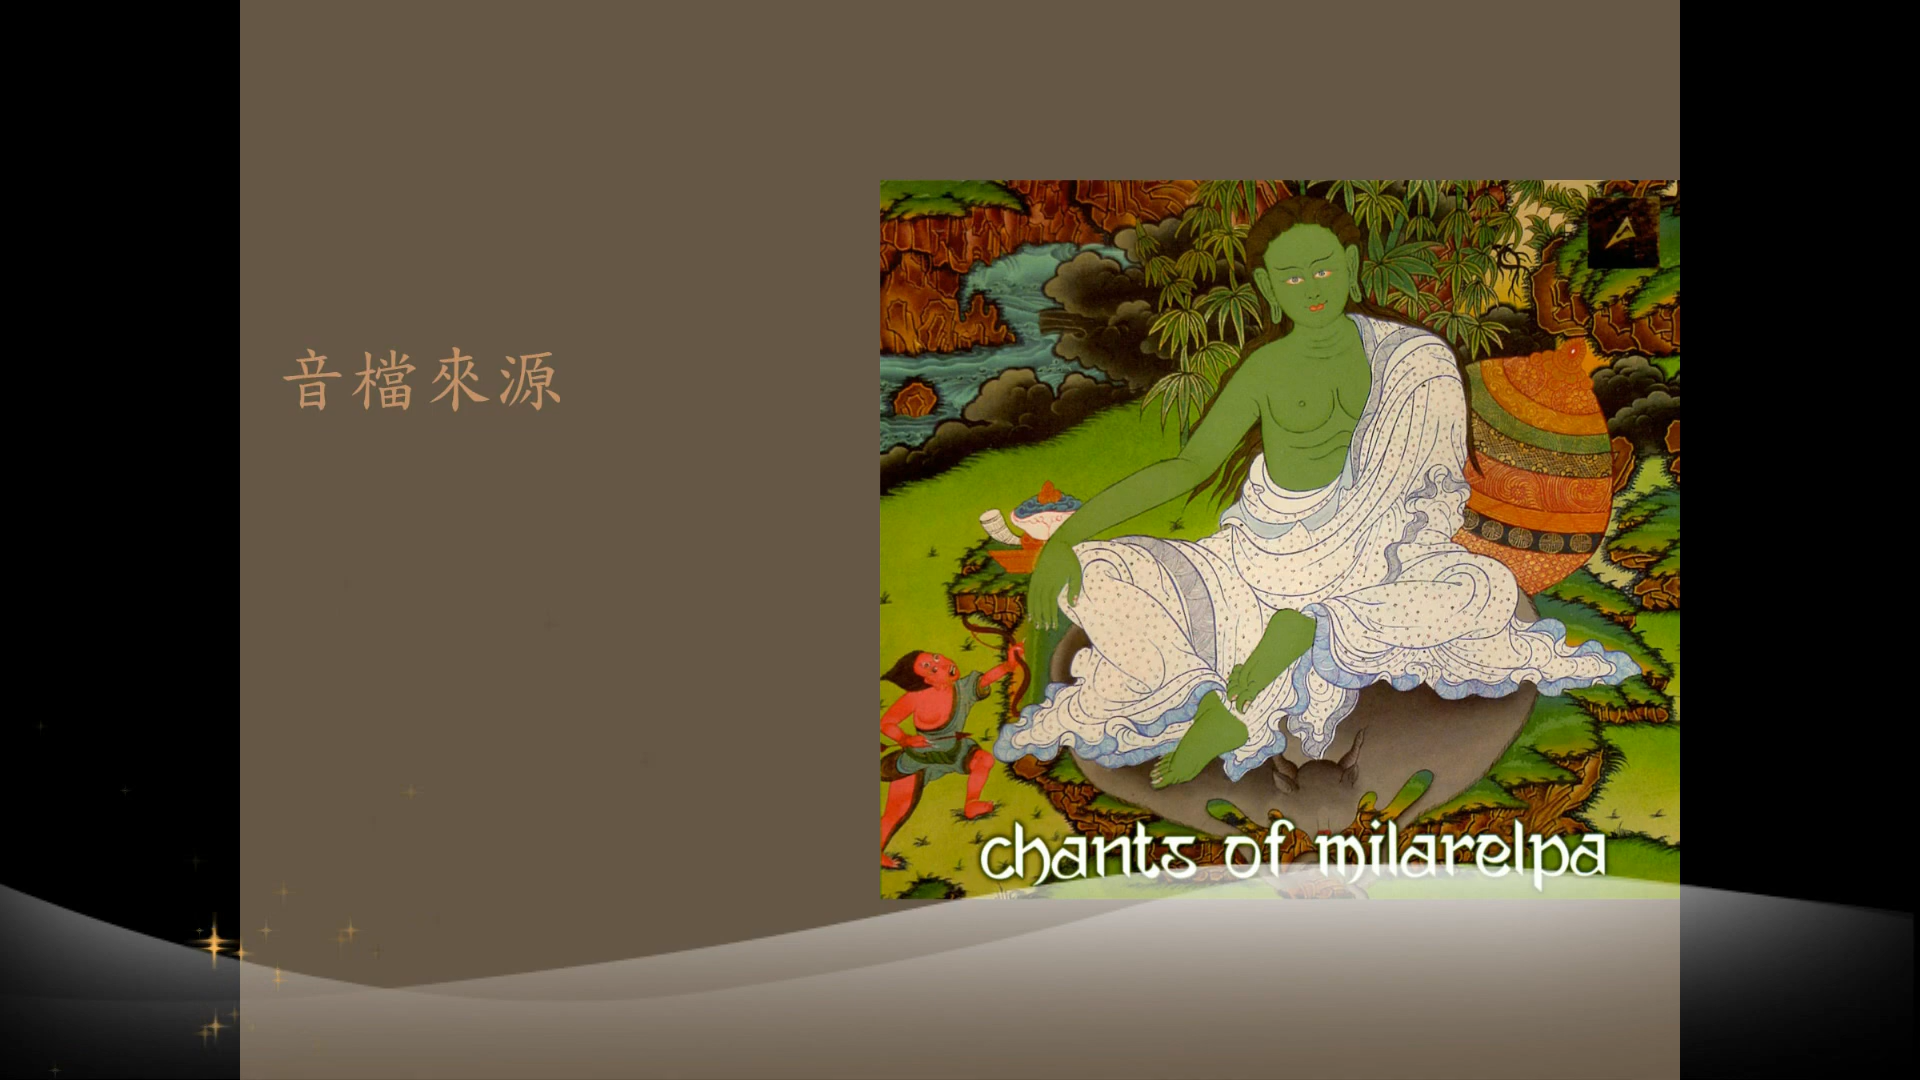 音檔來源
chants of milarelpa